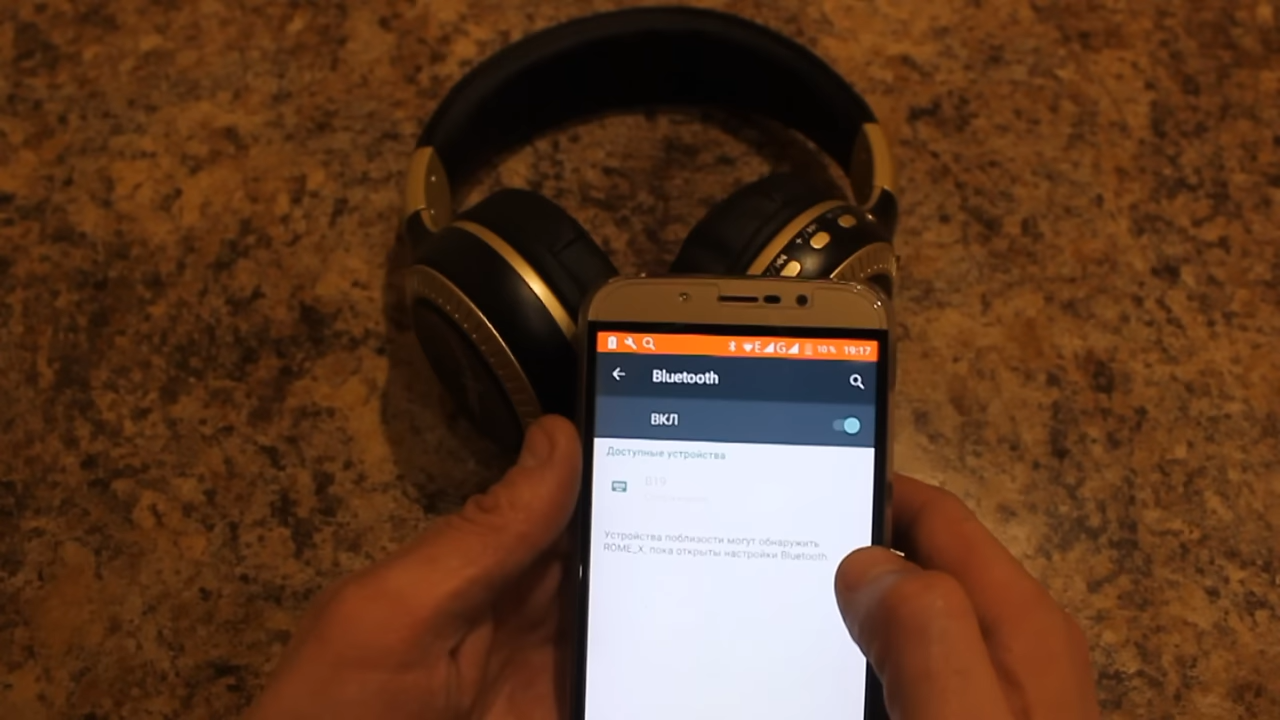 E G 10% 19:17
Bluetooth
ВКЛ
Доступные устройства
B19
Устройства поблизости могут обнаружить
ROME_X, пока открыты настройки Bluetooth.